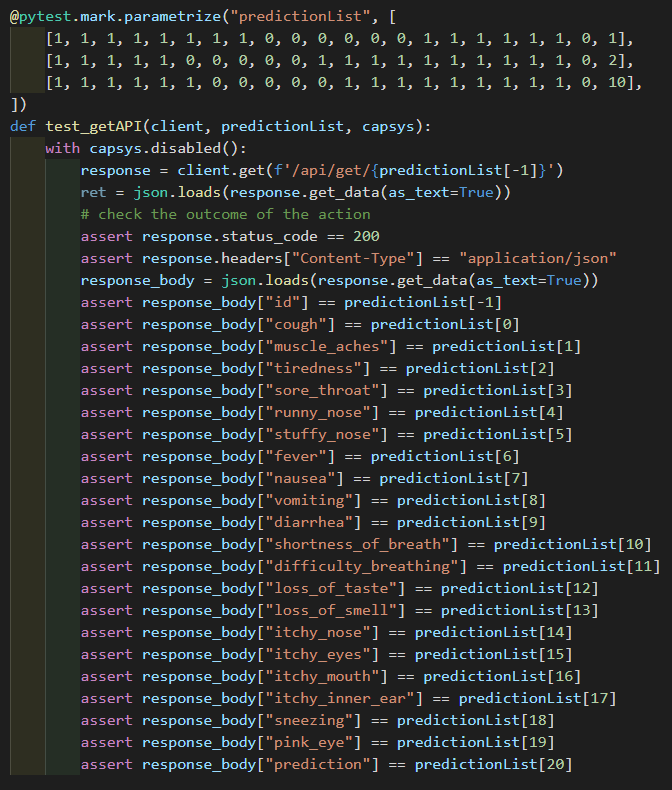 @pytest.mark.parametrize("predictionList", [
    [1, 1, 1, 1, 1, 1, 1, 1, 0, 0, 0, 0, 0, 0, 1, 1, 1, 1, 1, 1, 0, 1],
    [1, 1, 1, 1, 1, 0, 0, 0, 0, 0, 1, 1, 1, 1, 1, 1, 1, 1, 1, 1, 0, 2],
    [1, 1, 1, 1, 1, 1, 0, 0, 0, 0, 0, 1, 1, 1, 1, 1, 1, 1, 1, 1, 0, 10],
])
def test_getAPI(client, predictionList, capsys):
    with capsys.disabled():
        response = client.get(f'/api/get/{predictionList[-1]}')
        ret = json.loads(response.get_data(as_text=True))
        # check the outcome of the action
        assert response.status_code == 200
        assert response.headers["Content-Type"] == "application/json"
        response_body = json.loads(response.get_data(as_text=True))
        assert response_body["id"] == predictionList[-1]
        assert response_body["cough"] == predictionList[0]
        assert response_body["muscle_aches"] == predictionList[1]
        assert response_body["tiredness"] == predictionList[2]
        assert response_body["sore_throat"] == predictionList[3]
        assert response_body["runny_nose"] == predictionList[4]
        assert response_body["stuffy_nose"] == predictionList[5]
        assert response_body["fever"] == predictionList[6]
        assert response_body["nausea"] == predictionList[7]
        assert response_body["vomiting"] == predictionList[8]
        assert response_body["diarrhea"] == predictionList[9]
        assert response_body["shortness_of_breath"] == predictionList[10]
        assert response_body["difficulty_breathing"] == predictionList[11]
        assert response_body["loss_of_taste"] == predictionList[12]
        assert response_body["loss_of_smell"] == predictionList[13]
        assert response_body["itchy_nose"] == predictionList[14]
        assert response_body["itchy_eyes"] == predictionList[15]
        assert response_body["itchy_mouth"] == predictionList[16]
        assert response_body["itchy_inner_ear"] == predictionList[17]
        assert response_body["sneezing"] == predictionList[18]
        assert response_body["pink_eye"] == predictionList[19]
        assert response_body["prediction"] == predictionList[20]